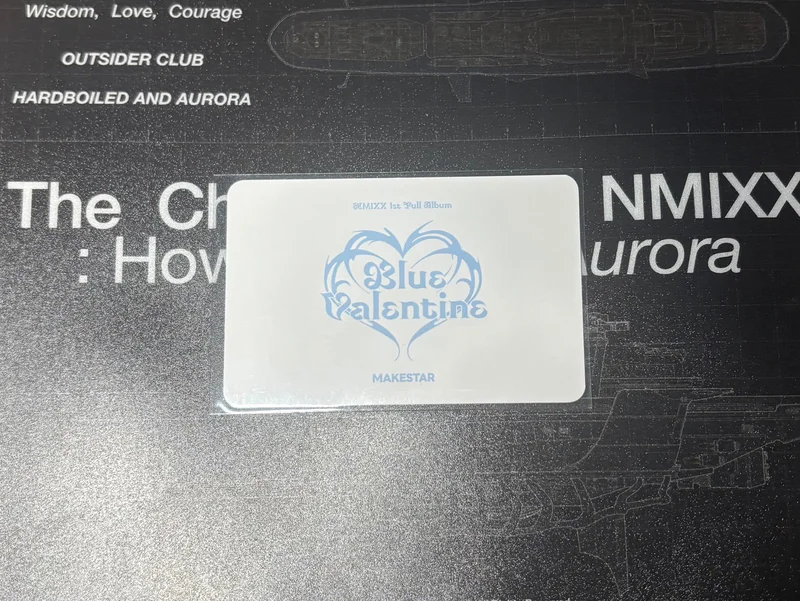 Wisdom, Love, Courage
OUTSIDER CLUB
HARDBOILED AND AURORA
The Ch NMIXX
: How urora
NMIXX 1st Full Album
Blue
Valentine
MAKESTAR